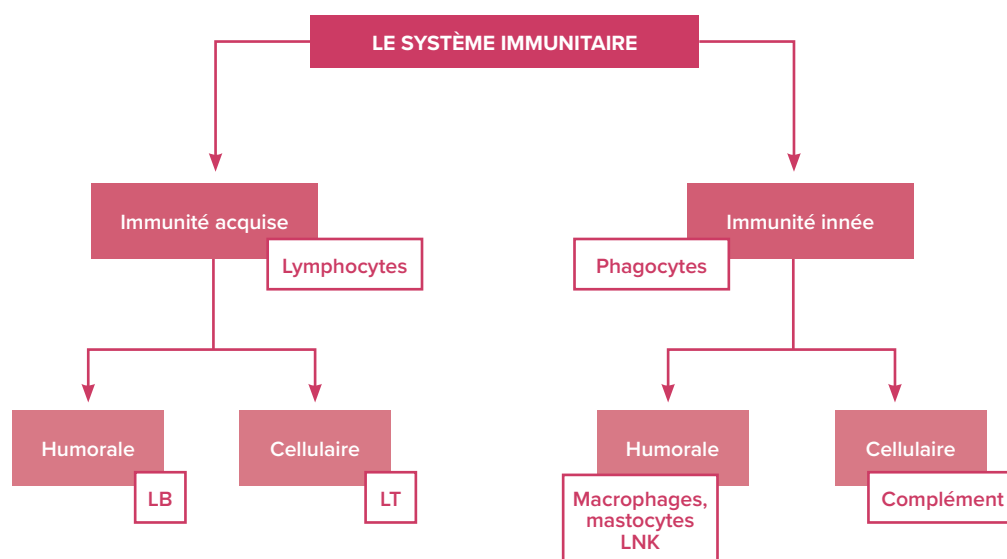 LE SYSTÈME IMMUNITAIRE
Immunité acquise
Lymphocytes
Immunité innée
Phagocytes
Humorale
LB
Cellulaire
LT
Humorale
Macrophages,
mastocytes
LNK
Cellulaire
Complément